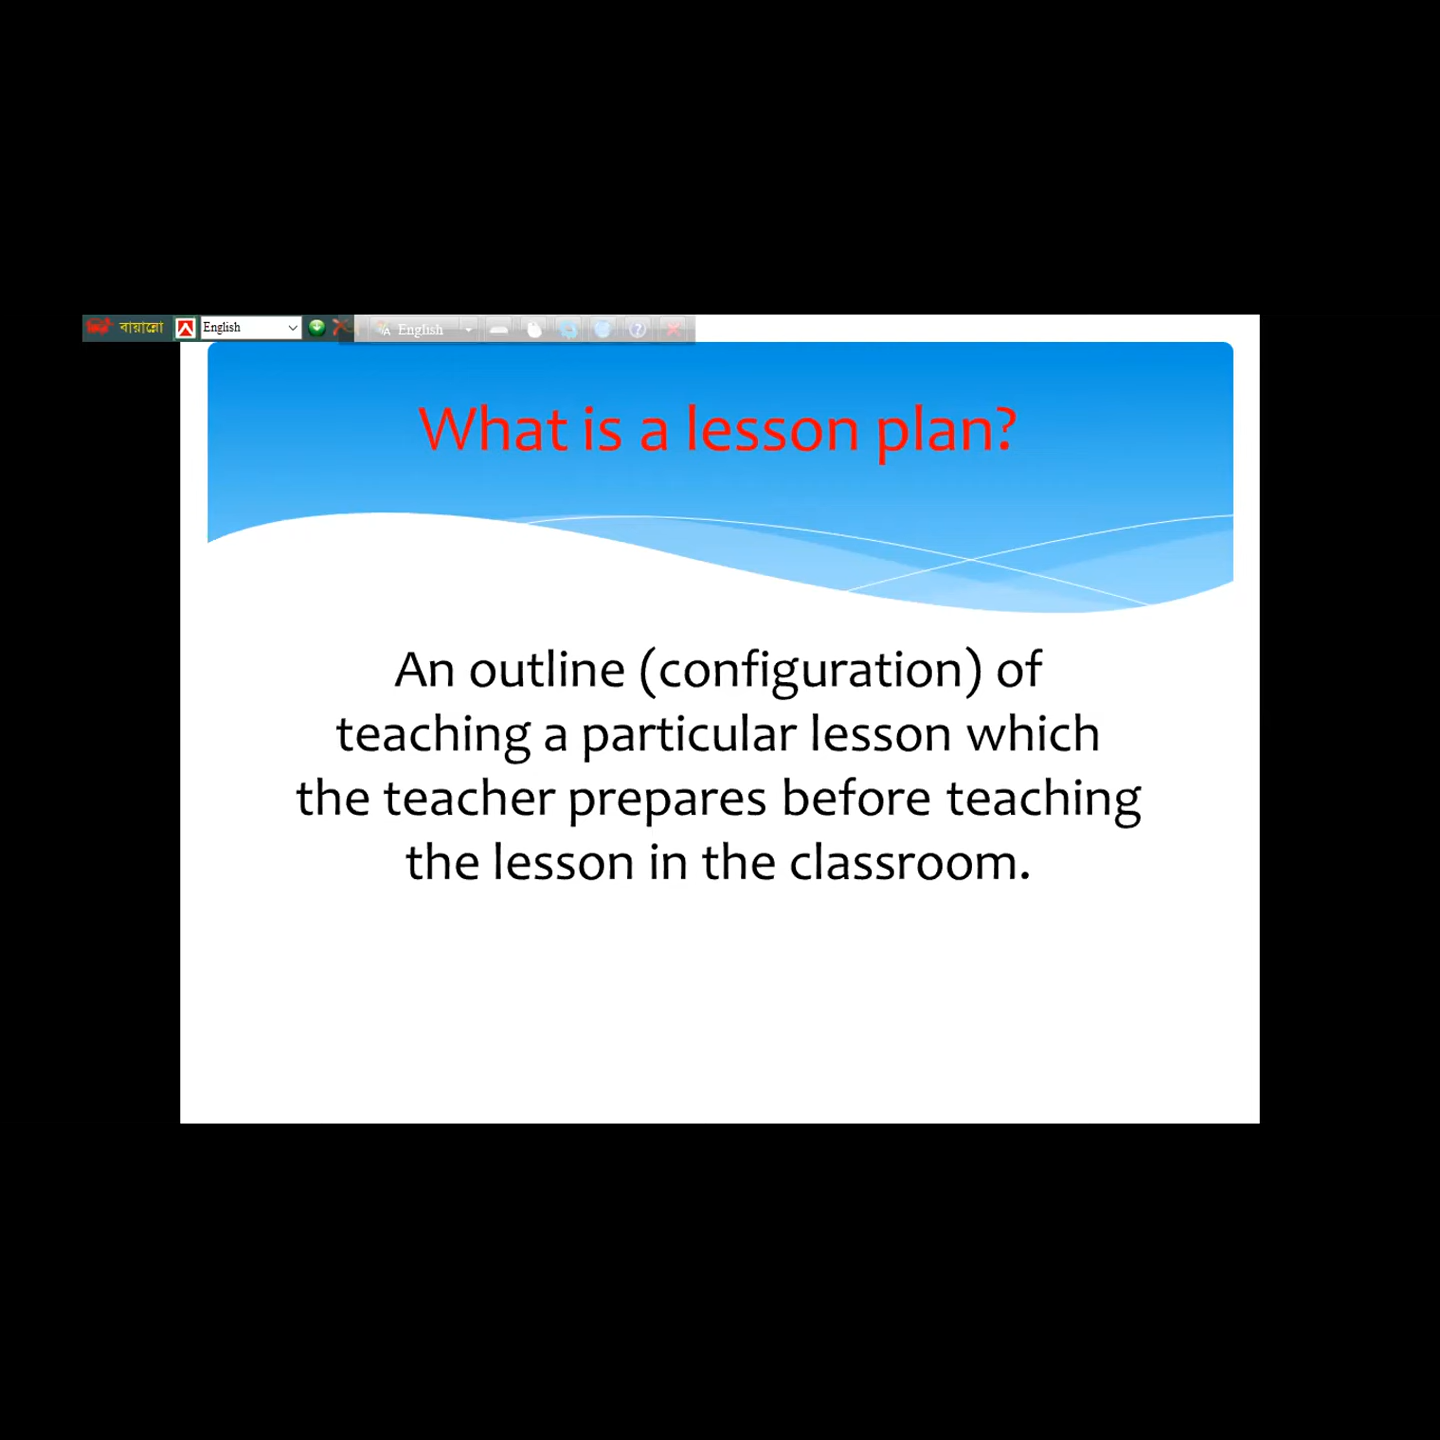 বায়ান্নো English English
What is a lesson plan?
An outline (configuration) of
teaching a particular lesson which
the teacher prepares before teaching
the lesson in the classroom.